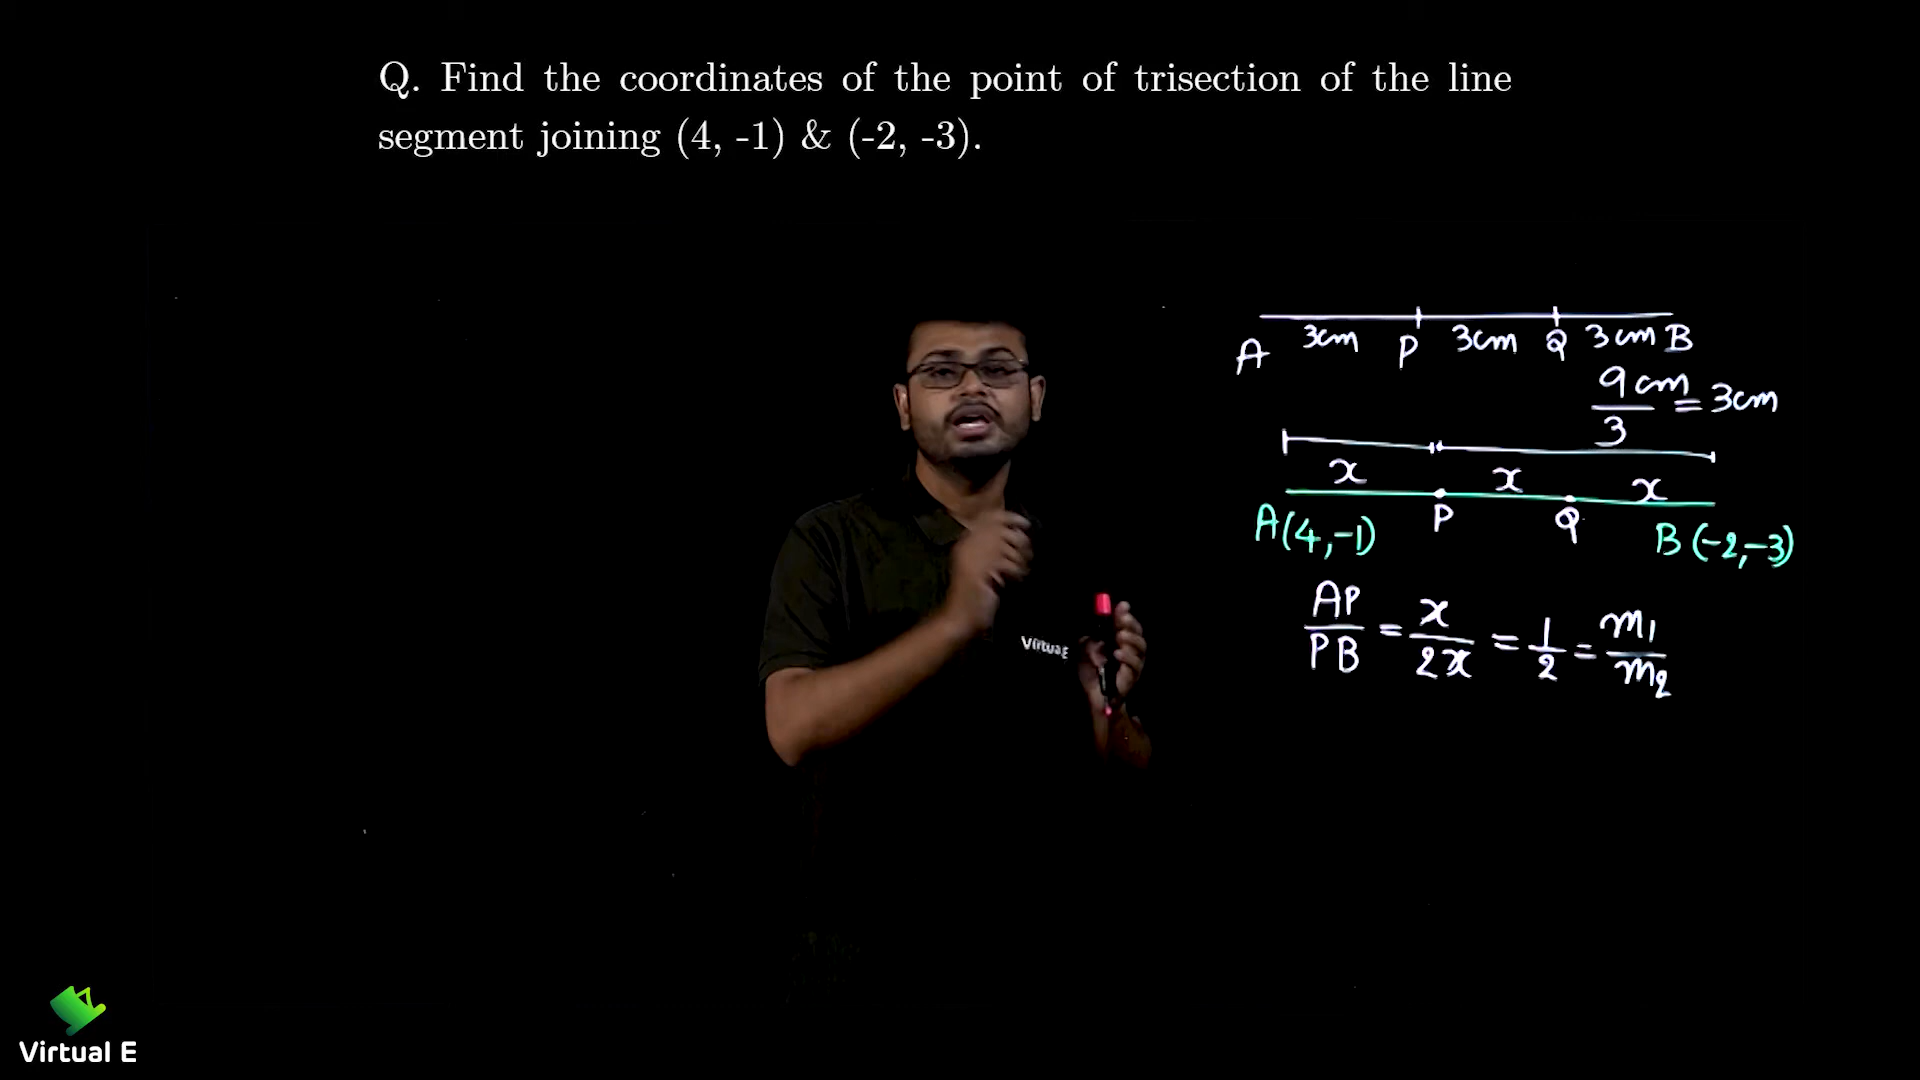 Q. Find the coordinates of the point of trisection of the line
segment joining (4, -1) & (-2, -3).
A 3cm P 3cm Q 3cm B
9cm/3 = 3cm
x x x
A(4,-1) P Q B(-2,-3)
AP/PB = x/2x = 1/2 = m1/m2
Virtual E
Virtual E